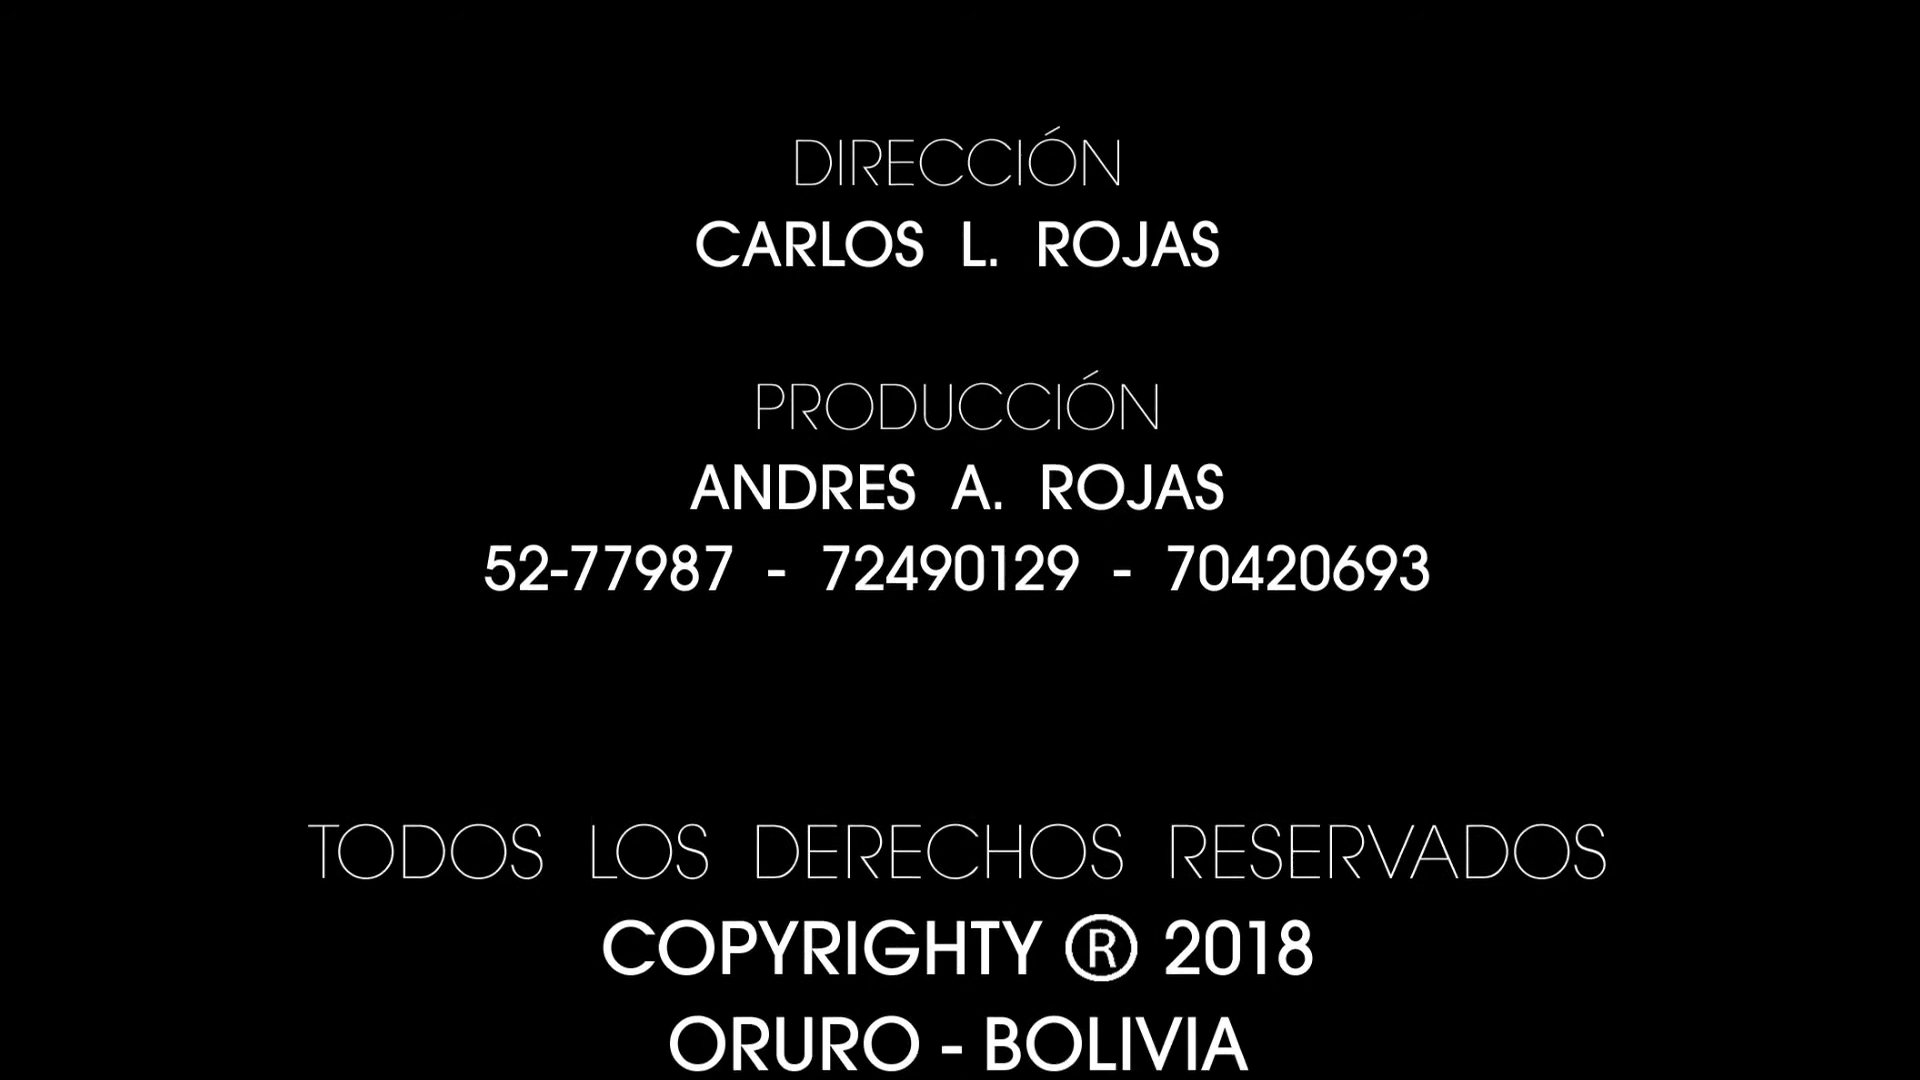 DIRECCIÓN
CARLOS L. ROJAS
PRODUCCIÓN
ANDRES A. ROJAS
52-77987 - 72490129 - 70420693
TODOS LOS DERECHOS RESERVADOS
COPYRIGHTY ® 2018
ORURO - BOLIVIA